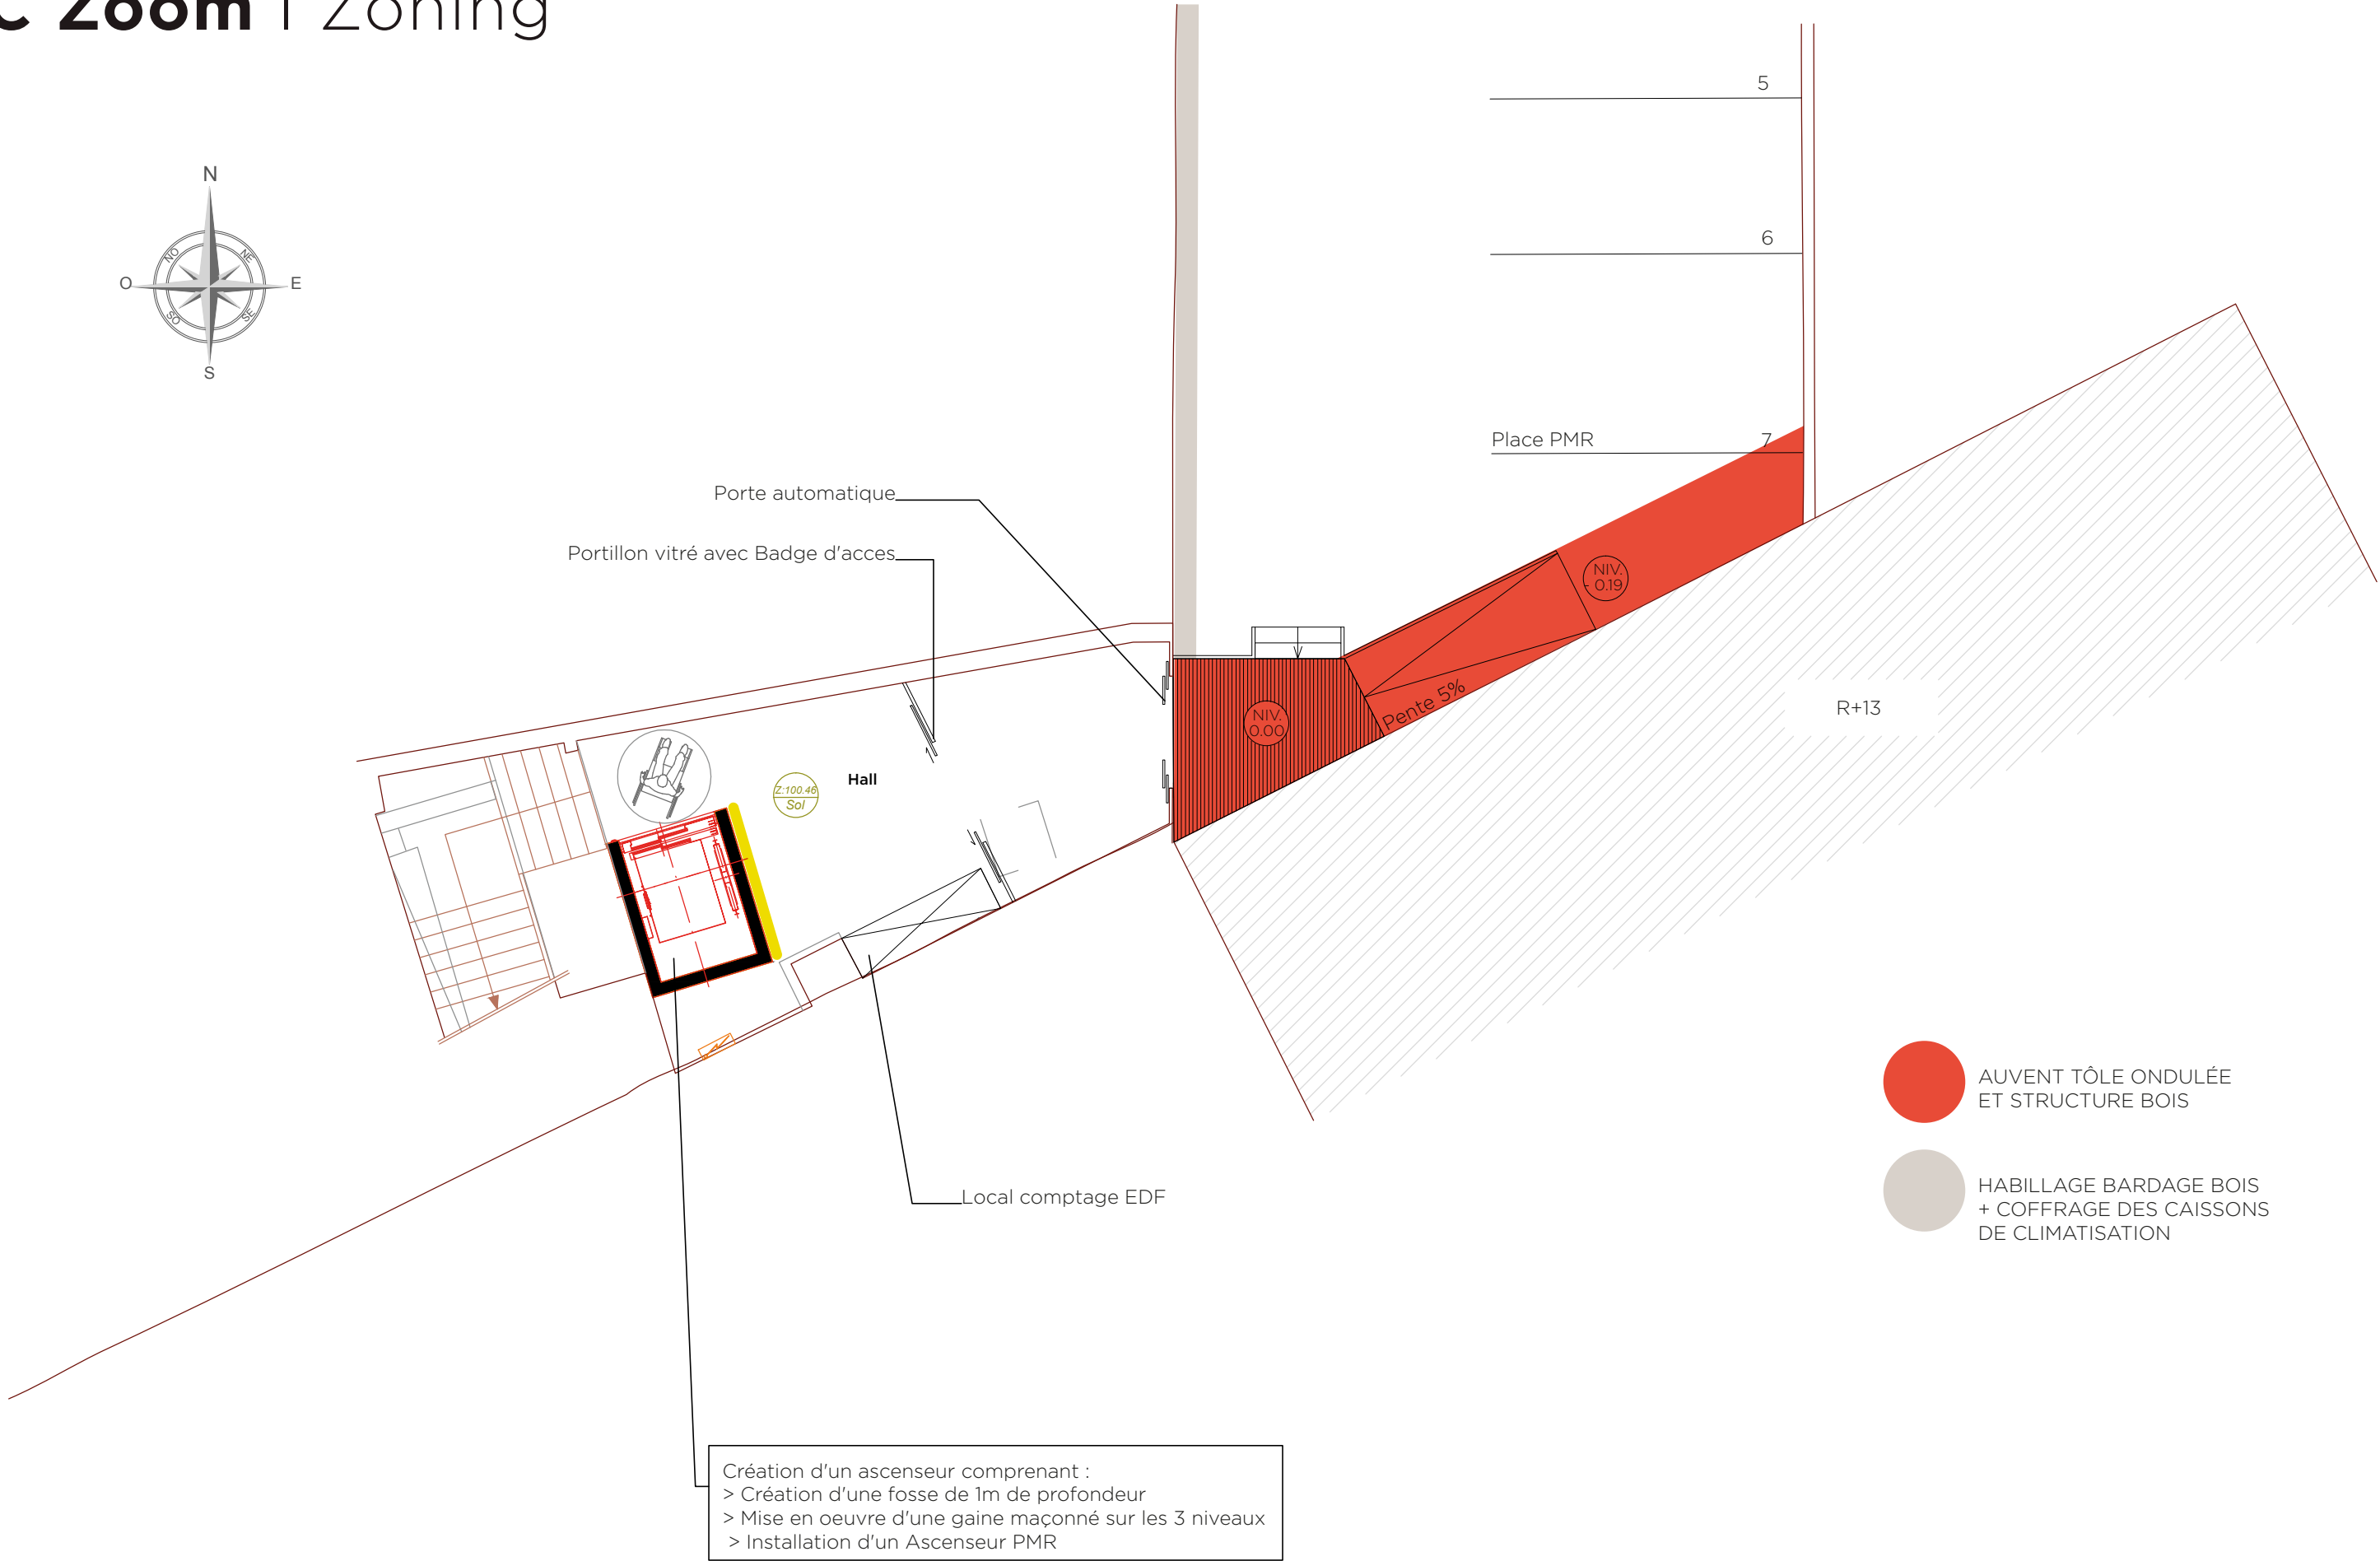 Zoom I Zoning
N
NO
NE
O
E
SO
SE
S
5
6
Place PMR
7
Porte automatique
Portillon vitré avec Badge d'acces
NIV.
- 0.19
Pente 5%
NIV.
0.00
R+13
Hall
Z:100.46
Sol
AUVENT TÔLE ONDULÉE
ET STRUCTURE BOIS
HABILLAGE BARDAGE BOIS
+ COFFRAGE DES CAISSONS
DE CLIMATISATION
Local comptage EDF
Création d'un ascenseur comprenant :
> Création d'une fosse de 1m de profondeur
> Mise en oeuvre d'une gaine maçonné sur les 3 niveaux
> Installation d'un Ascenseur PMR